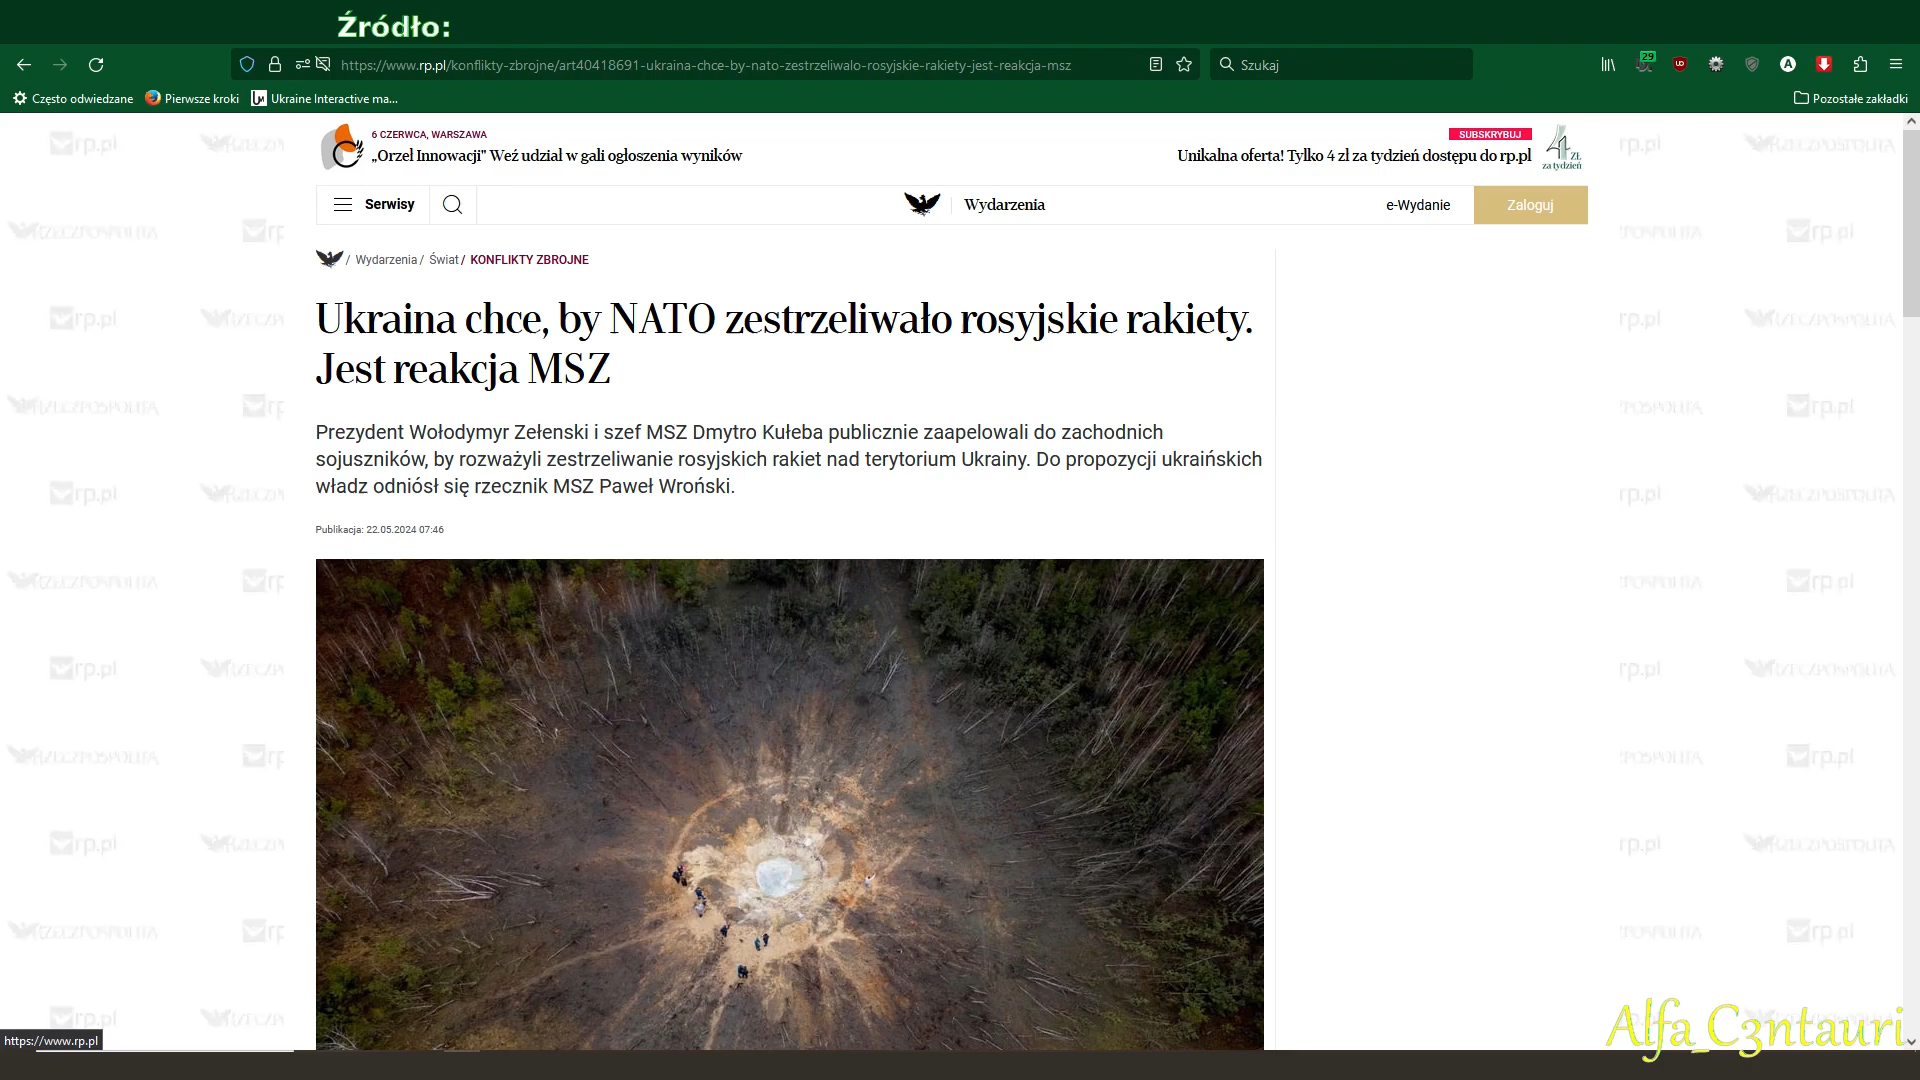 Źródło:
https://www.rp.pl/konflikty-zbrojne/art40418691-ukraina-chce-by-nato-zestrzeliwalo-rosyjskie-rakiety-jest-reakcja-msz
Szukaj
29
Często odwiedzane
Pierwsze kroki
Ukraine Interactive ma...
Pozostałe zakładki
6 CZERWCA, WARSZAWA
„Orzeł Innowacji" Weź udział w gali ogłoszenia wyników
SUBSKRYBUJ
Unikalna oferta! Tylko 4 zł za tydzień dostępu do rp.pl
4 ZŁ
za tydzień
Serwisy
Wydarzenia
e-Wydanie
Zaloguj
/ Wydarzenia / Świat / KONFLIKTY ZBROJNE
Ukraina chce, by NATO zestrzeliwało rosyjskie rakiety.
Jest reakcja MSZ
Prezydent Wołodymyr Zełenski i szef MSZ Dmytro Kułeba publicznie zaapelowali do zachodnich
sojuszników, by rozważyli zestrzeliwanie rosyjskich rakiet nad terytorium Ukrainy. Do propozycji ukraińskich
władz odniósł się rzecznik MSZ Paweł Wroński.
Publikacja: 22.05.2024 07:46
https://www.rp.pl
Alfa_C3ntauri